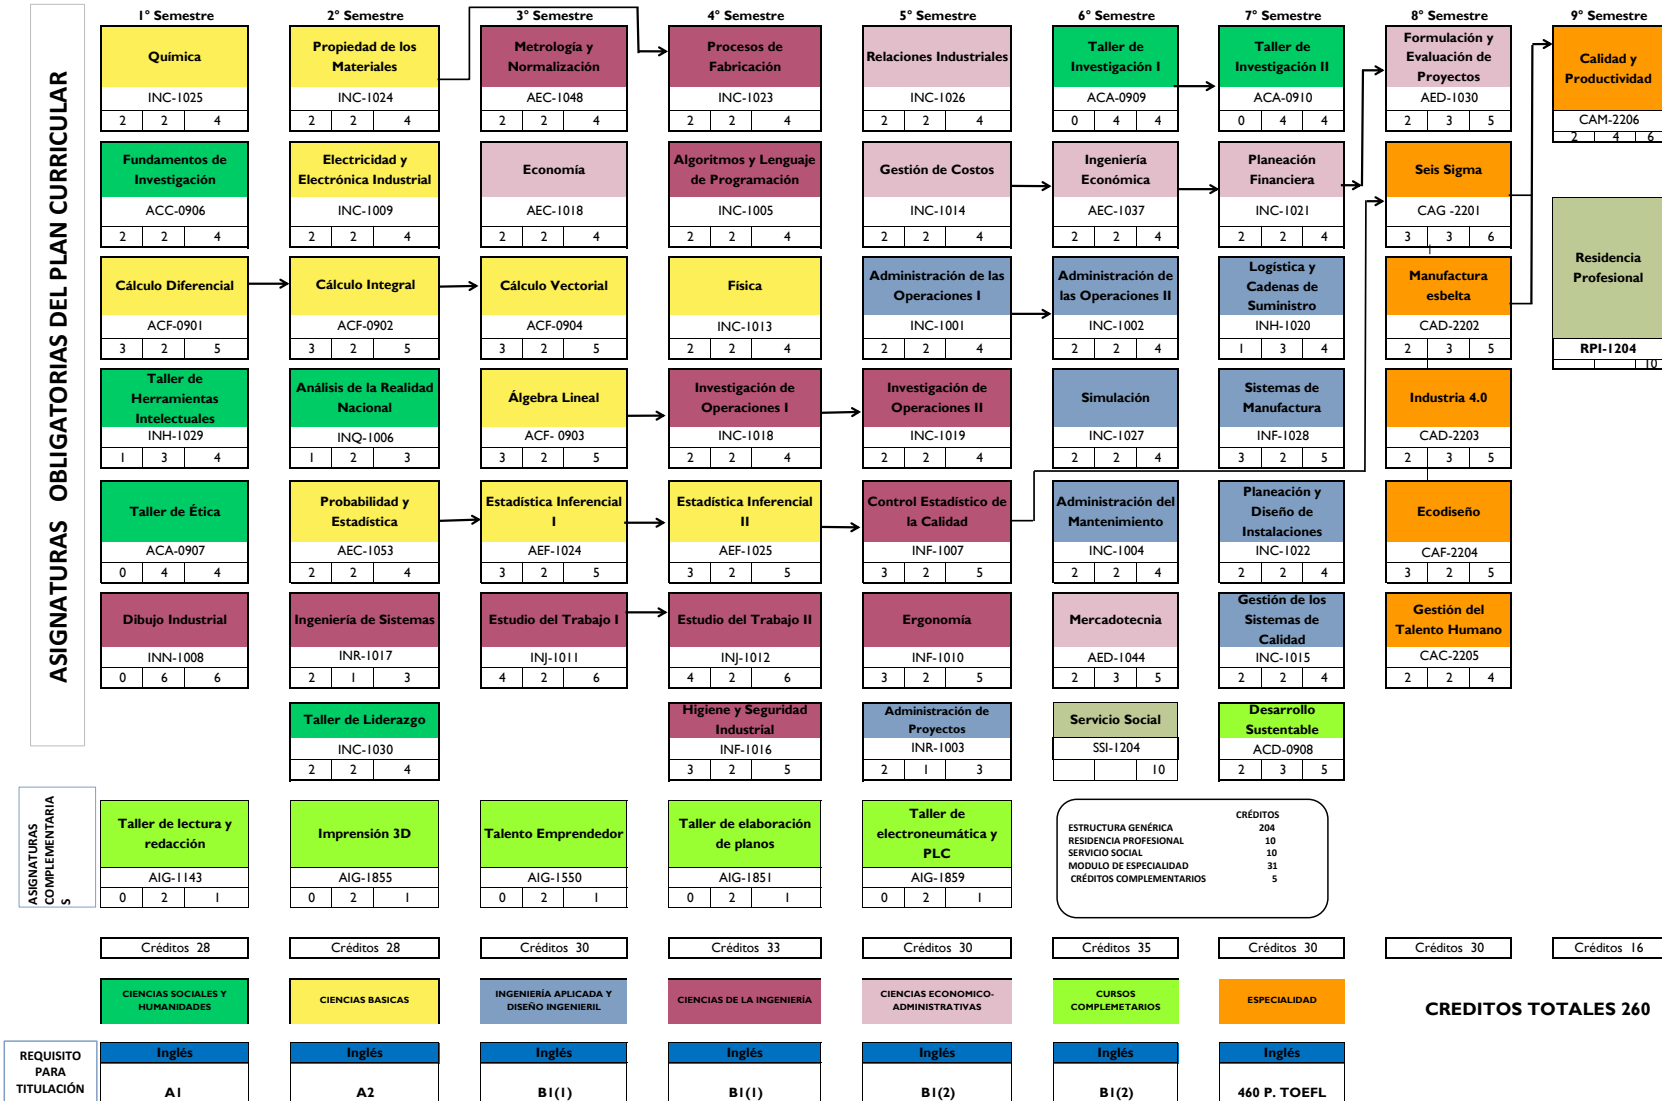 ASIGNATURAS OBLIGATORIAS DEL PLAN CURRICULAR
1° Semestre
2° Semestre
3° Semestre
4° Semestre
5° Semestre
6° Semestre
7° Semestre
8° Semestre
9° Semestre
Química
INC-1025
2 2 4
Propiedad de los
Materiales
INC-1024
2 2 4
Metrología y
Normalización
AEC-1048
2 2 4
Procesos de
Fabricación
INC-1023
2 2 4
Relaciones Industriales
INC-1026
2 2 4
Taller de
Investigación I
ACA-0909
0 4 4
Taller de
Investigación II
ACA-0910
0 4 4
Formulación y
Evaluación de
Proyectos
AED-1030
2 3 5
Calidad y
Productividad
CAM-2206
2 4 6
Fundamentos de
Investigación
ACC-0906
2 2 4
Electricidad y
Electrónica Industrial
INC-1009
2 2 4
Economía
AEC-1018
2 2 4
Algoritmos y Lenguaje
de Programación
INC-1005
2 2 4
Gestión de Costos
INC-1014
2 2 4
Ingeniería
Económica
AEC-1037
2 2 4
Planeación
Financiera
INC-1021
2 2 4
Seis Sigma
CAG -2201
3 3 6
Residencia
Profesional
RPI-1204
10
Cálculo Diferencial
ACF-0901
3 2 5
Cálculo Integral
ACF-0902
3 2 5
Cálculo Vectorial
ACF-0904
3 2 5
Física
INC-1013
2 2 4
Administración de las
Operaciones I
INC-1001
2 2 4
Administración de
las Operaciones II
INC-1002
2 2 4
Logística y
Cadenas de
Suministro
INH-1020
1 3 4
Manufactura
esbelta
CAD-2202
2 3 5
Taller de
Herramientas
Intelectuales
INH-1029
1 3 4
Análisis de la Realidad
Nacional
INQ-1006
1 2 3
Álgebra Lineal
ACF- 0903
3 2 5
Investigación de
Operaciones I
INC-1018
2 2 4
Investigación de
Operaciones II
INC-1019
2 2 4
Simulación
INC-1027
2 2 4
Sistemas de
Manufactura
INF-1028
3 2 5
Industria 4.0
CAD-2203
2 3 5
Taller de Ética
ACA-0907
0 4 4
Probabilidad y
Estadística
AEC-1053
2 2 4
Estadística Inferencial
I
AEF-1024
3 2 5
Estadística Inferencial
II
AEF-1025
3 2 5
Control Estadístico de
la Calidad
INF-1007
3 2 5
Administración del
Mantenimiento
INC-1004
2 2 4
Planeación y
Diseño de
Instalaciones
INC-1022
2 2 4
Ecodiseño
CAF-2204
3 2 5
Dibujo Industrial
INN-1008
0 6 6
Ingeniería de Sistemas
INR-1017
2 1 3
Estudio del Trabajo I
INJ-1011
4 2 6
Estudio del Trabajo II
INJ-1012
4 2 6
Ergonomía
INF-1010
3 2 5
Mercadotecnia
AED-1044
2 3 5
Gestión de los
Sistemas de
Calidad
INC-1015
2 2 4
Gestión del
Talento Humano
CAC-2205
2 2 4
Taller de Liderazgo
INC-1030
2 2 4
Higiene y Seguridad
Industrial
INF-1016
3 2 5
Administración de
Proyectos
INR-1003
2 1 3
Servicio Social
SSI-1204
10
Desarrollo
Sustentable
ACD-0908
2 3 5
ASIGNATURAS
COMPLEMENTARIA
S
Taller de lectura y
redacción
AIG-1143
0 2 1
Imprensión 3D
AIG-1855
0 2 1
Talento Emprendedor
AIG-1550
0 2 1
Taller de elaboración
de planos
AIG-1851
0 2 1
Taller de
electroneumática y
PLC
AIG-1859
0 2 1
CRÉDITOS
ESTRUCTURA GENÉRICA 204
RESIDENCIA PROFESIONAL 10
SERVICIO SOCIAL 10
MODULO DE ESPECIALIDAD 31
CRÉDITOS COMPLEMENTARIOS 5
Créditos 28
Créditos 28
Créditos 30
Créditos 33
Créditos 30
Créditos 35
Créditos 30
Créditos 30
Créditos 16
CIENCIAS SOCIALES Y
HUMANIDADES
CIENCIAS BASICAS
INGENIERÍA APLICADA Y
DISEÑO INGENIERIL
CIENCIAS DE LA INGENIERÍA
CIENCIAS ECONOMICO-
ADMINISTRATIVAS
CURSOS
COMPLEMETARIOS
ESPECIALIDAD
CREDITOS TOTALES 260
REQUISITO
PARA
TITULACIÓN
Inglés
A1
Inglés
A2
Inglés
B1(1)
Inglés
B1(1)
Inglés
B1(2)
Inglés
B1(2)
Inglés
460 P. TOEFL